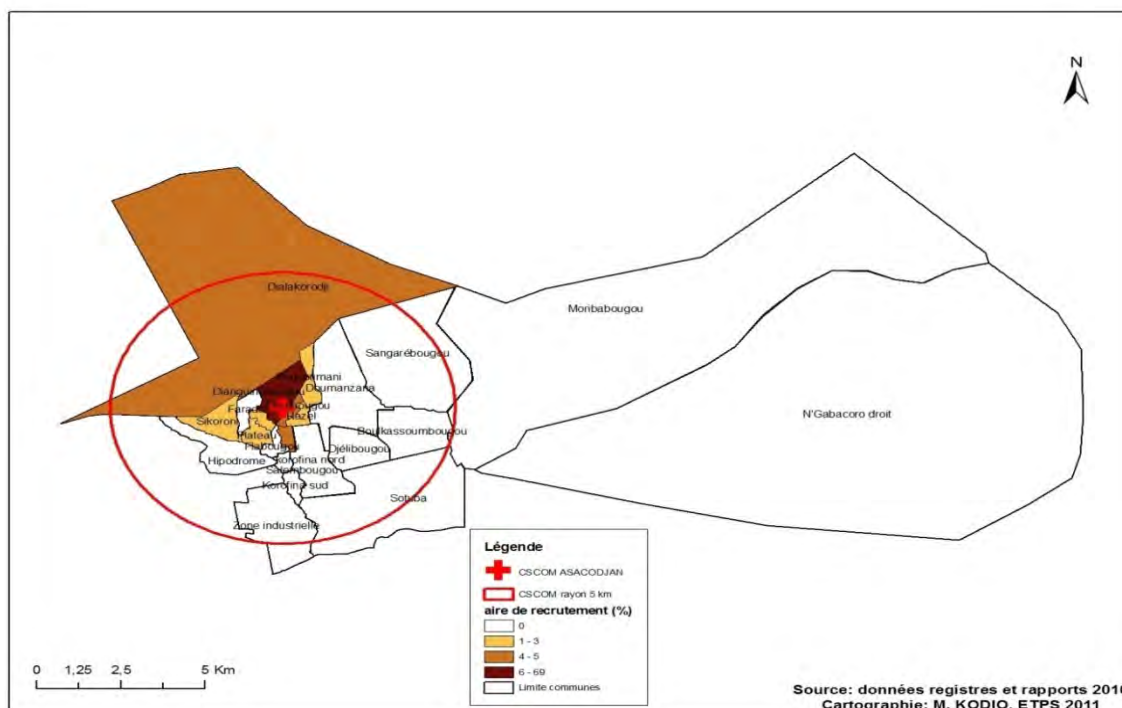 N
Dialakorodji
Moribabougou
Sangarébougou
Doumanzana
N'Gabacoro droit
Sikoroni
Razel
Boulkassoumbougou
Plateau
Djélibougou
Hipodrome
korofina nord
Korofina sud
Sotuba
Zone industrielle
Légende
CSCOM ASACODJAN
CSCOM rayon 5 km
aire de recrutement (%)
0
1 - 3
4 - 5
6 - 69
Limite communes
0 1,25 2,5 5 Km
Source: données registres et rapports 2010
Cartographie: M. KODIO, ETPS 2011